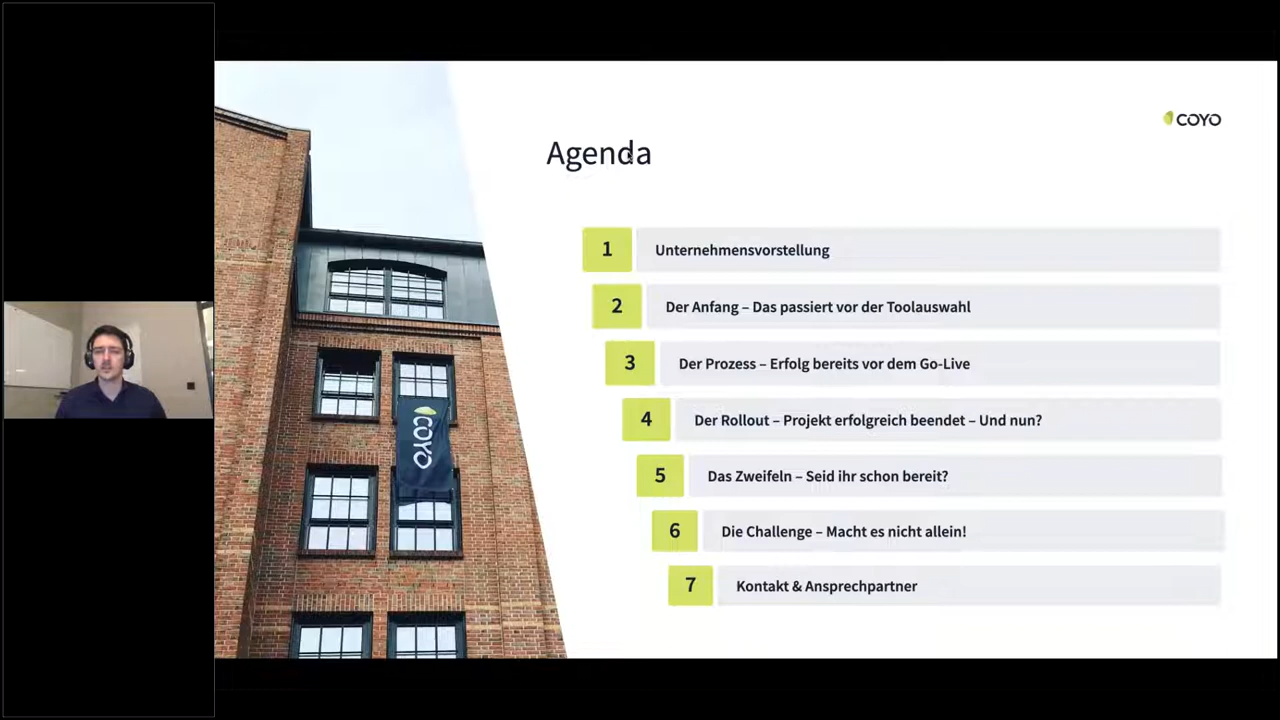 COYO
Agenda
1 Unternehmensvorstellung
2 Der Anfang – Das passiert vor der Toolauswahl
3 Der Prozess – Erfolg bereits vor dem Go-Live
4 Der Rollout – Projekt erfolgreich beendet – Und nun?
5 Das Zweifeln – Seid ihr schon bereit?
6 Die Challenge – Macht es nicht allein!
7 Kontakt & Ansprechpartner
COYO